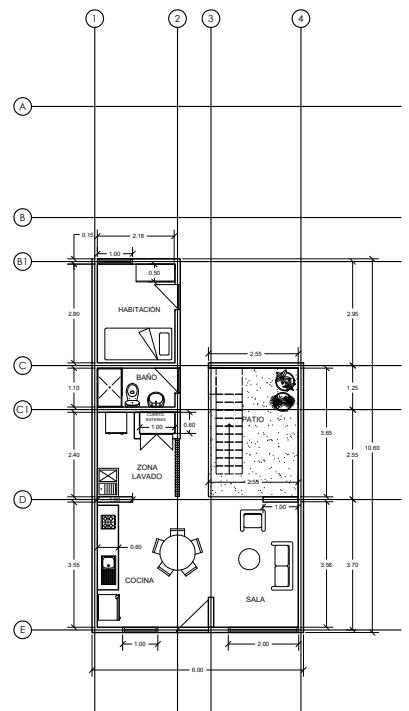 1
2
3
4
A
B
0.15
2.18
B1
1.00
0.50
HABITACIÓN
2.80
2.95
C
2.55
BAÑO
1.10
1.25
C1
CUARTO
BATERIAS
1.00
0.60
PATIO
3.65
10.60
ZONA
LAVADO
2.40
2.55
2.55
D
1.00
0.60
3.55
3.56
3.70
COCINA
SALA
E
1.00
2.00
6.00